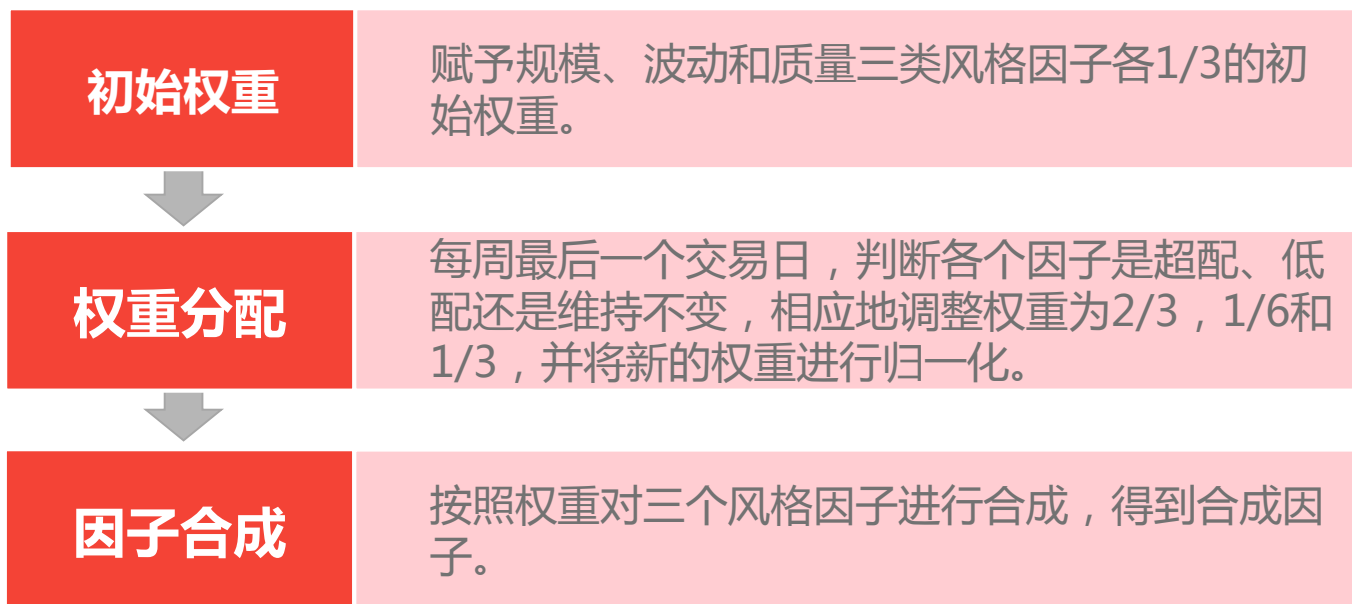 初始权重
赋予规模、波动和质量三类风格因子各1/3的初
始权重。
权重分配
每周最后一个交易日，判断各个因子是超配、低
配还是维持不变，相应地调整权重为2/3，1/6和
1/3，并将新的权重进行归一化。
因子合成
按照权重对三个风格因子进行合成，得到合成因
子。